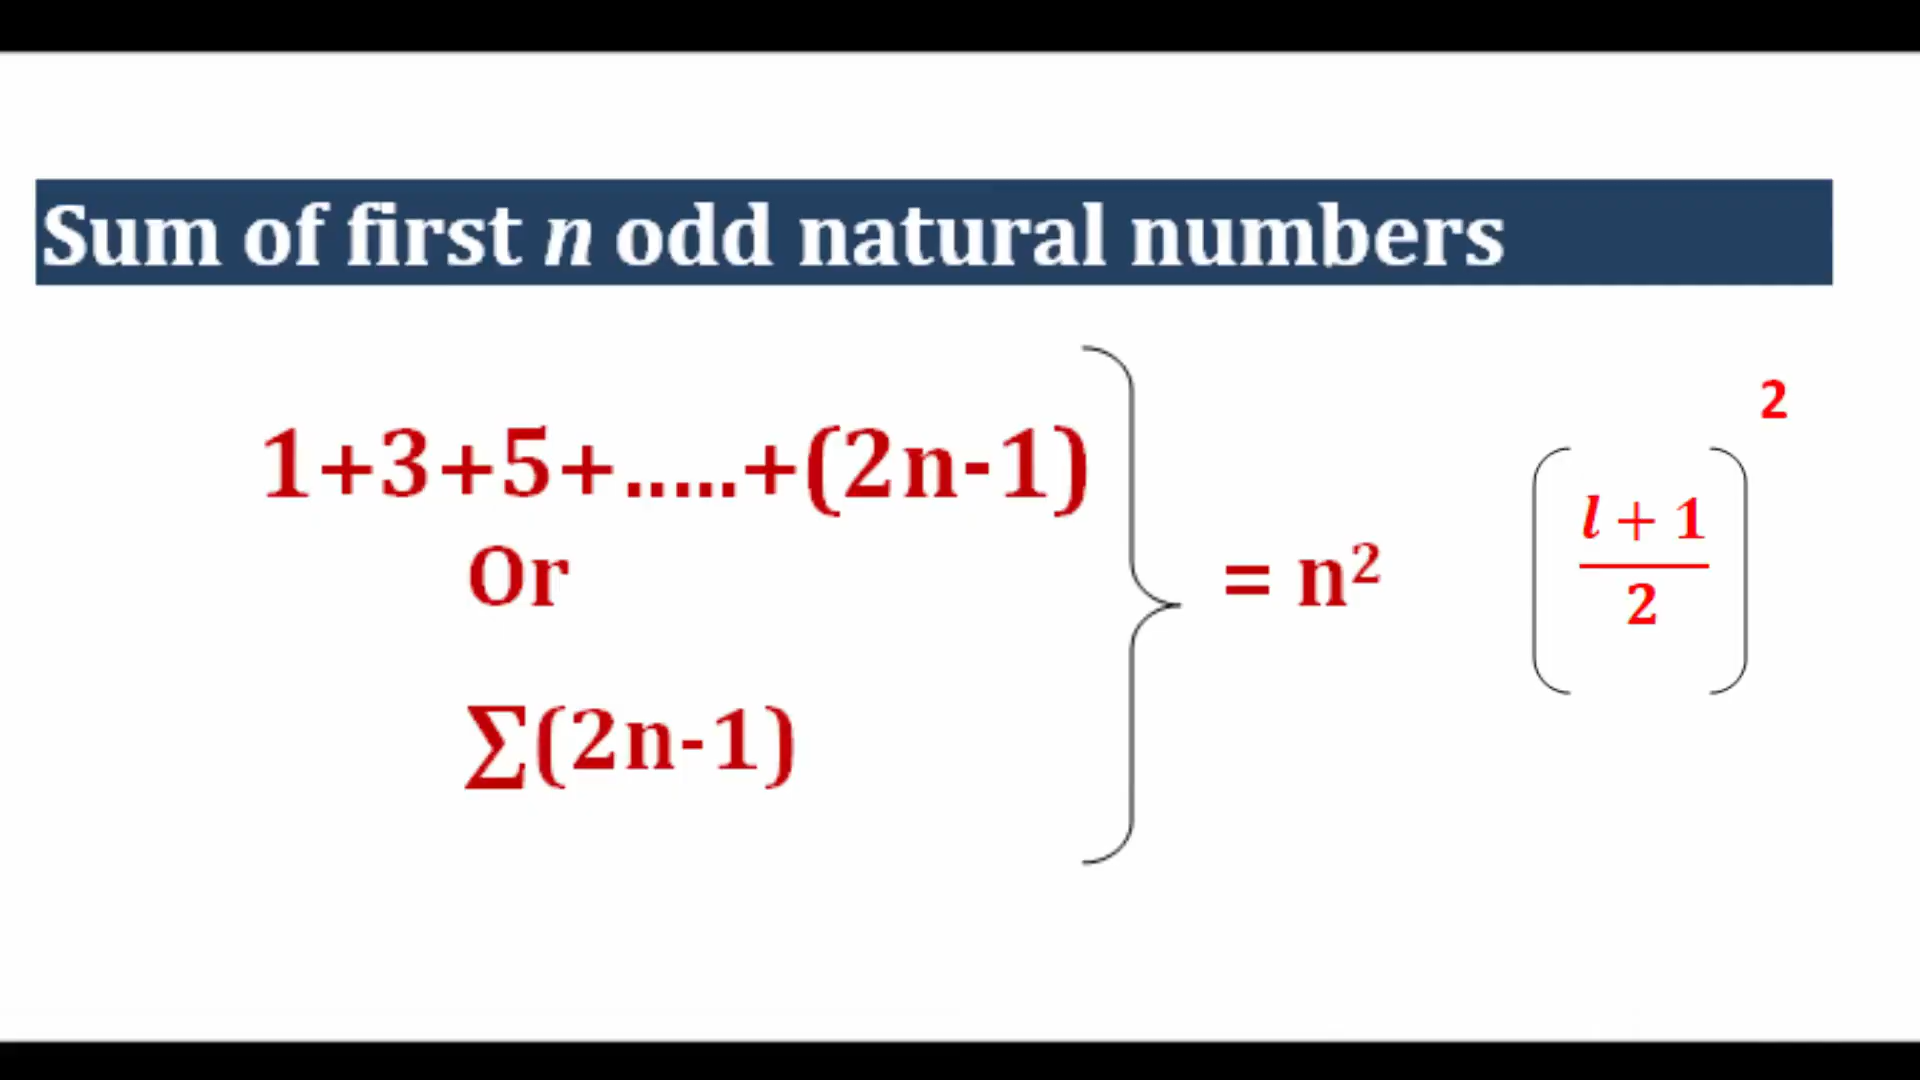 Sum of first n odd natural numbers
1+3+5+.....+(2n-1)
Or
∑(2n-1)
= n²
(l + 1 / 2)²